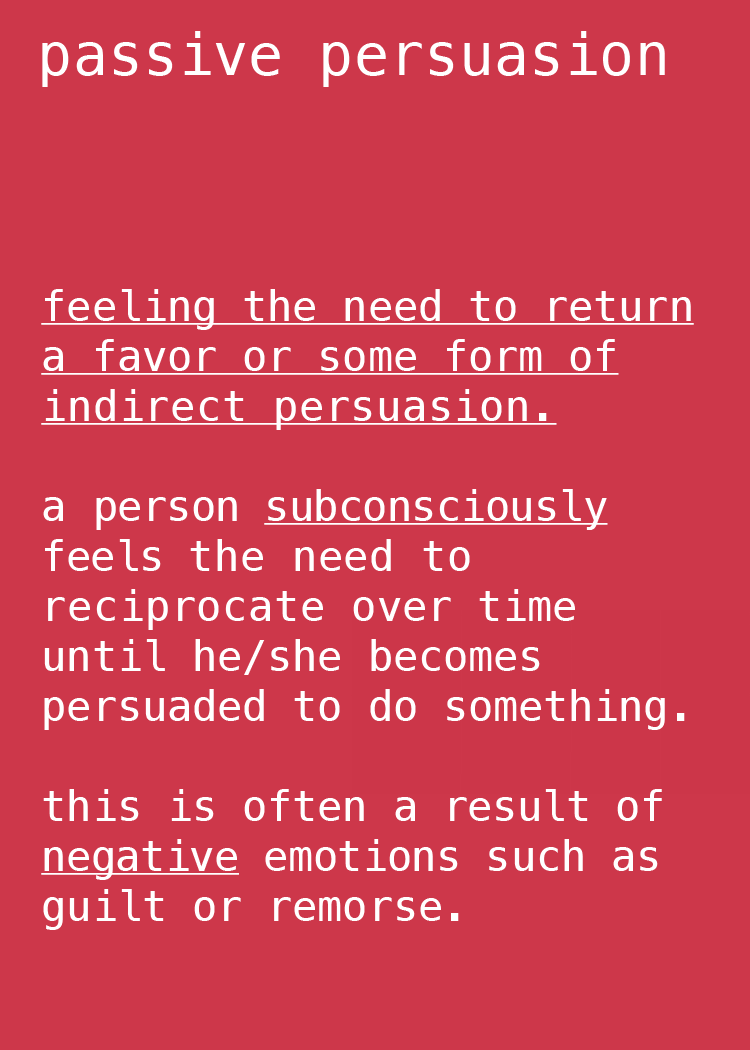 passive persuasion
feeling the need to return
a favor or some form of
indirect persuasion.
a person subconsciously
feels the need to
reciprocate over time
until he/she becomes
persuaded to do something.
this is often a result of
negative emotions such as
guilt or remorse.